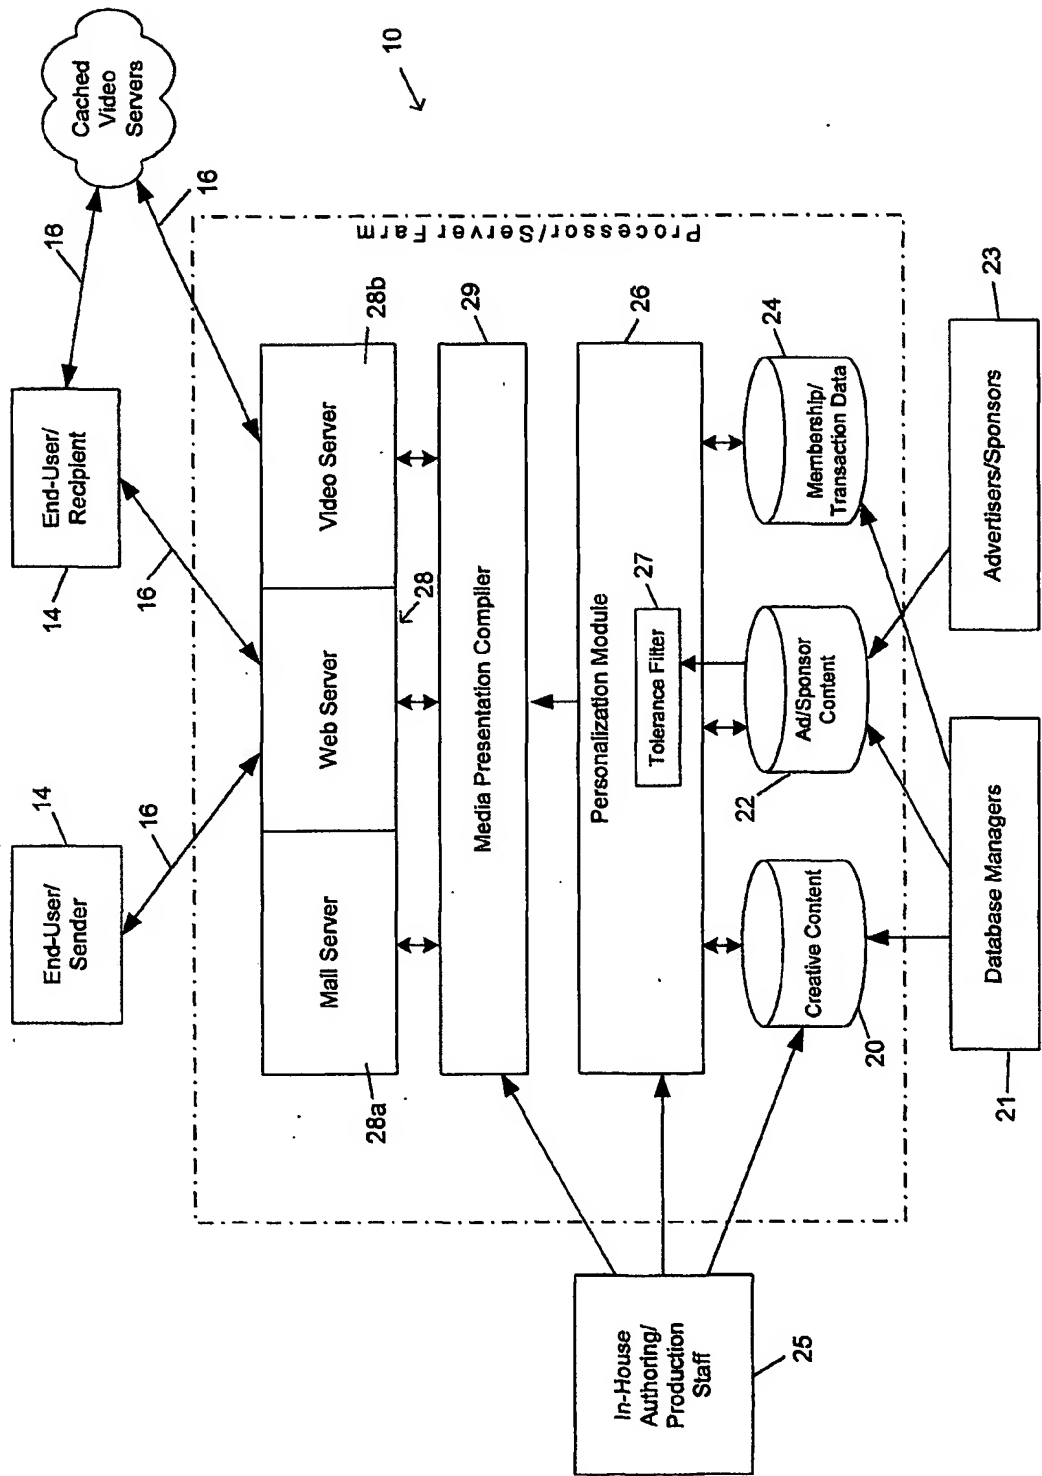 End-User/
Sender
14
End-User/
Recipient
14
Cached
Video
Servers
18
16
16
16
10
Processor/Server Farm
Mail Server
Web Server
Video Server
28a
28
28b
Media Presentation Compiler
29
Personalization Module
26
Tolerance Filter
27
In-House
Authoring/
Production
Staff
25
Creative Content
20
Ad/Sponsor
Content
22
Membership/
Transaction Data
24
Database Managers
21
Advertisers/Sponsors
23